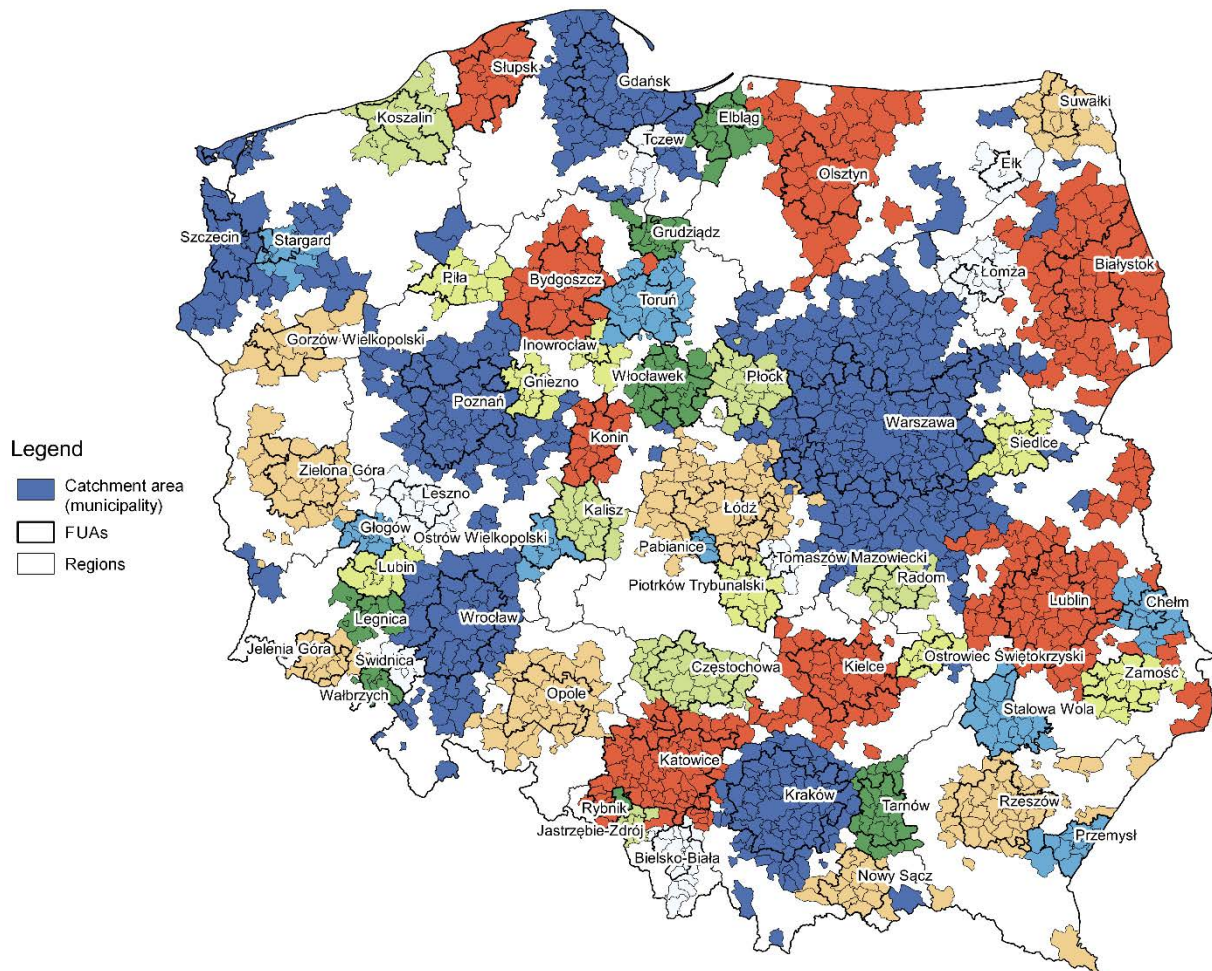 Słupsk
Gdańsk
Koszalin
Elbląg
Suwałki
Tczew
Ełk
Olsztyn
Szczecin
Stargard
Grudziądz
Piła
Bydgoszcz
Łomża
Białystok
Toruń
Gorzów Wielkopolski
Inowrocław
Gniezno
Włocławek
Płock
Poznań
Warszawa
Konin
Siedlce
Legend
Catchment area
(municipality)
FUAs
Regions
Zielona Góra
Leszno
Kalisz
Łódź
Głogów
Ostrów Wielkopolski
Pabianice
Tomaszów Mazowiecki
Lubin
Piotrków Trybunalski
Radom
Legnica
Wrocław
Lublin
Chełm
Jelenia Góra
Świdnica
Częstochowa
Kielce
Ostrowiec Świętokrzyski
Zamość
Wałbrzych
Opole
Stalowa Wola
Katowice
Kraków
Tarnów
Rzeszów
Rybnik
Jastrzębie-Zdrój
Przemysł
Bielsko-Biała
Nowy Sącz